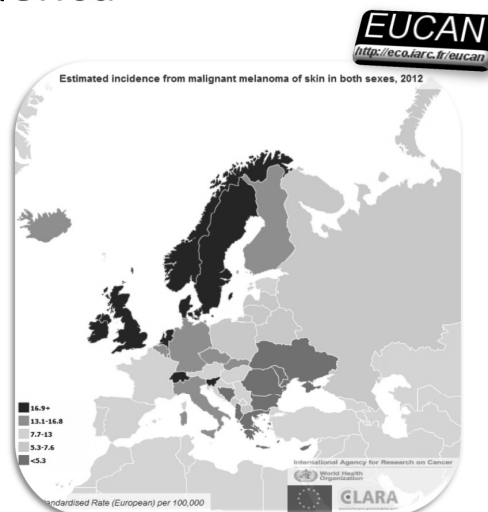 EUCAN
http://eco.iarc.fr/eucan
Estimated incidence from malignant melanoma of skin in both sexes, 2012
16.9+
13.1-16.8
7.7-13
5.3-7.6
<5.3
International Agency for Research on Cancer
World Health
Organization
CLARA
andardised Rate (European) per 100,000